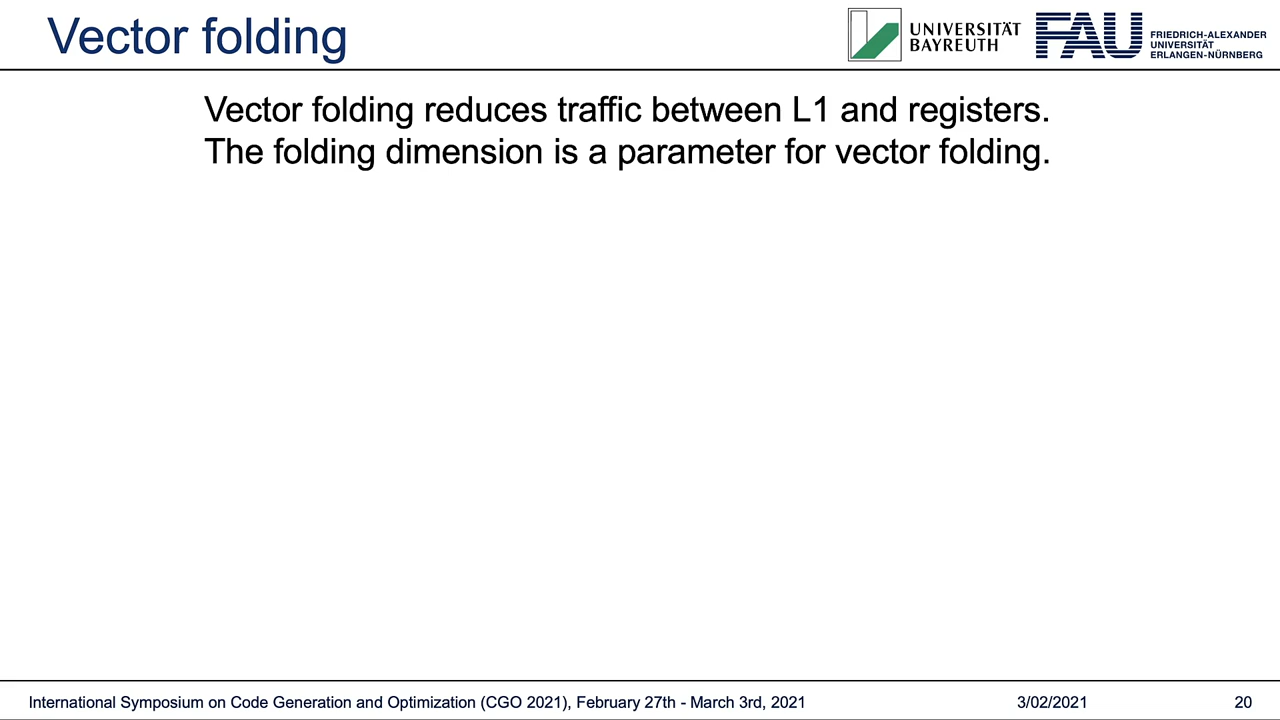 Vector folding
UNIVERSITÄT
BAYREUTH
FAU
FRIEDRICH-ALEXANDER
UNIVERSITÄT
ERLANGEN-NÜRNBERG
Vector folding reduces traffic between L1 and registers.
The folding dimension is a parameter for vector folding.
International Symposium on Code Generation and Optimization (CGO 2021), February 27th - March 3rd, 2021
3/02/2021
20